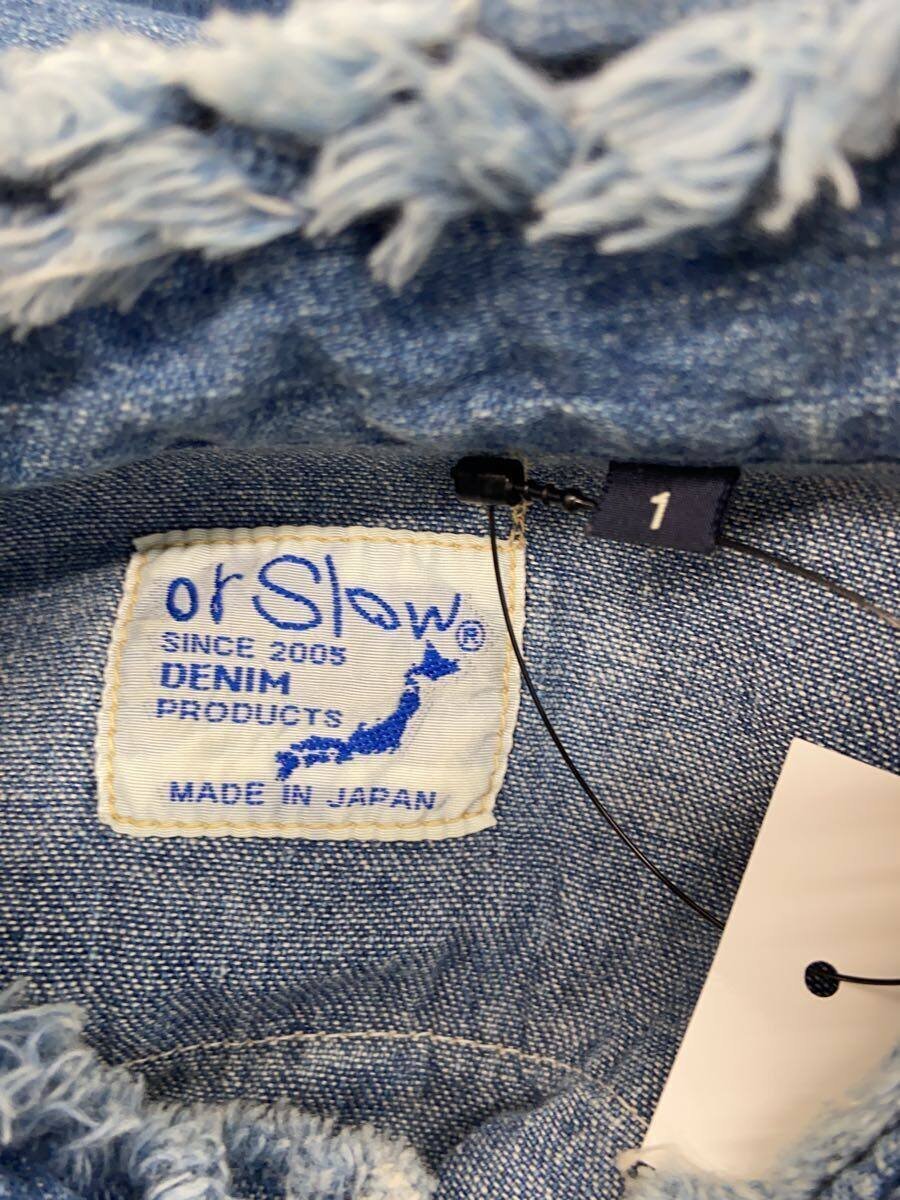 1
orSlow®
SINCE 2005
DENIM
PRODUCTS
MADE IN JAPAN